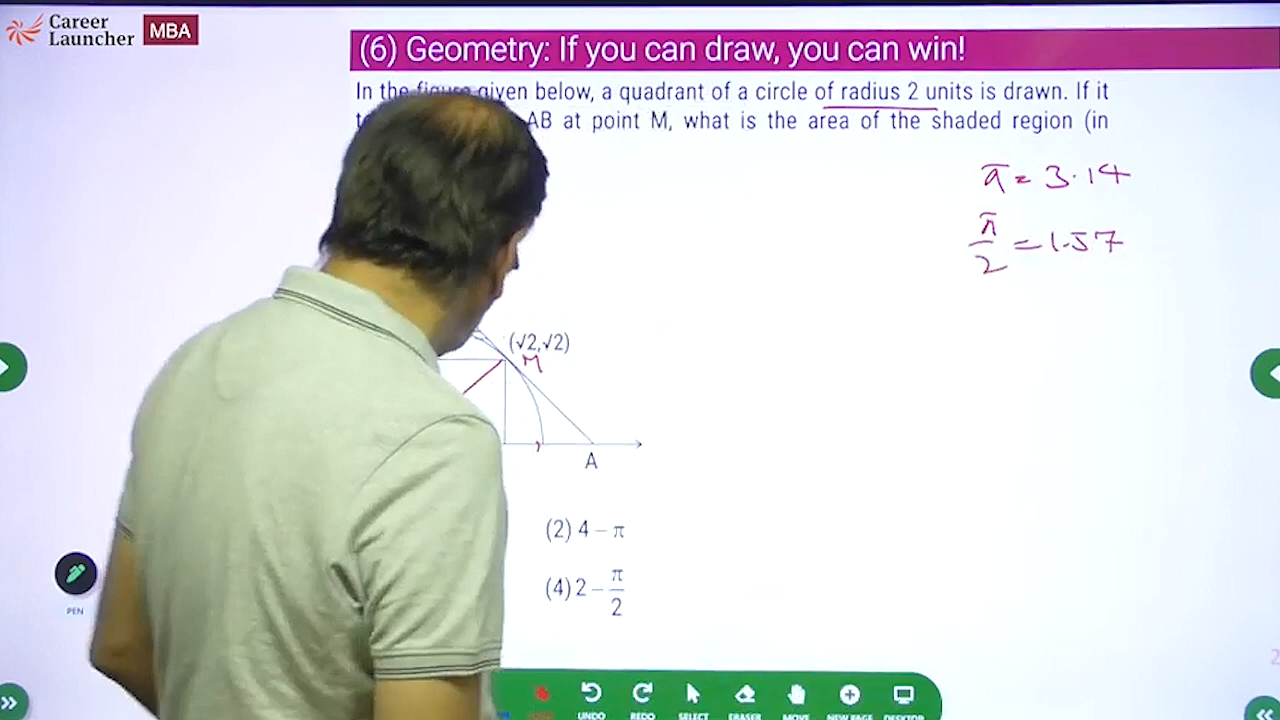 Career
Launcher
MBA
(6) Geometry: If you can draw, you can win!
In the figure given below, a quadrant of a circle of radius 2 units is drawn. If it
AB at point M, what is the area of the shaded region (in
π = 3.14
π/2 = 1.57
(√2,√2)
M
A
(2) 4 – π
(4) 2 – π/2
PEN
UNDO
REDO
SELECT
ERASER
MOVE
NEW PAGE
DESKTOP
2